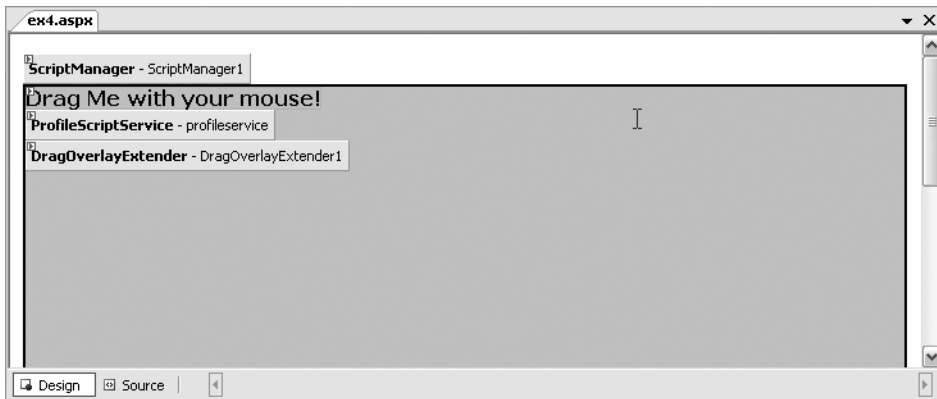 ex4.aspx
ScriptManager - ScriptManager1
Drag Me with your mouse!
ProfileScriptService - profileservice
DragOverlayExtender - DragOverlayExtender1
Design Source